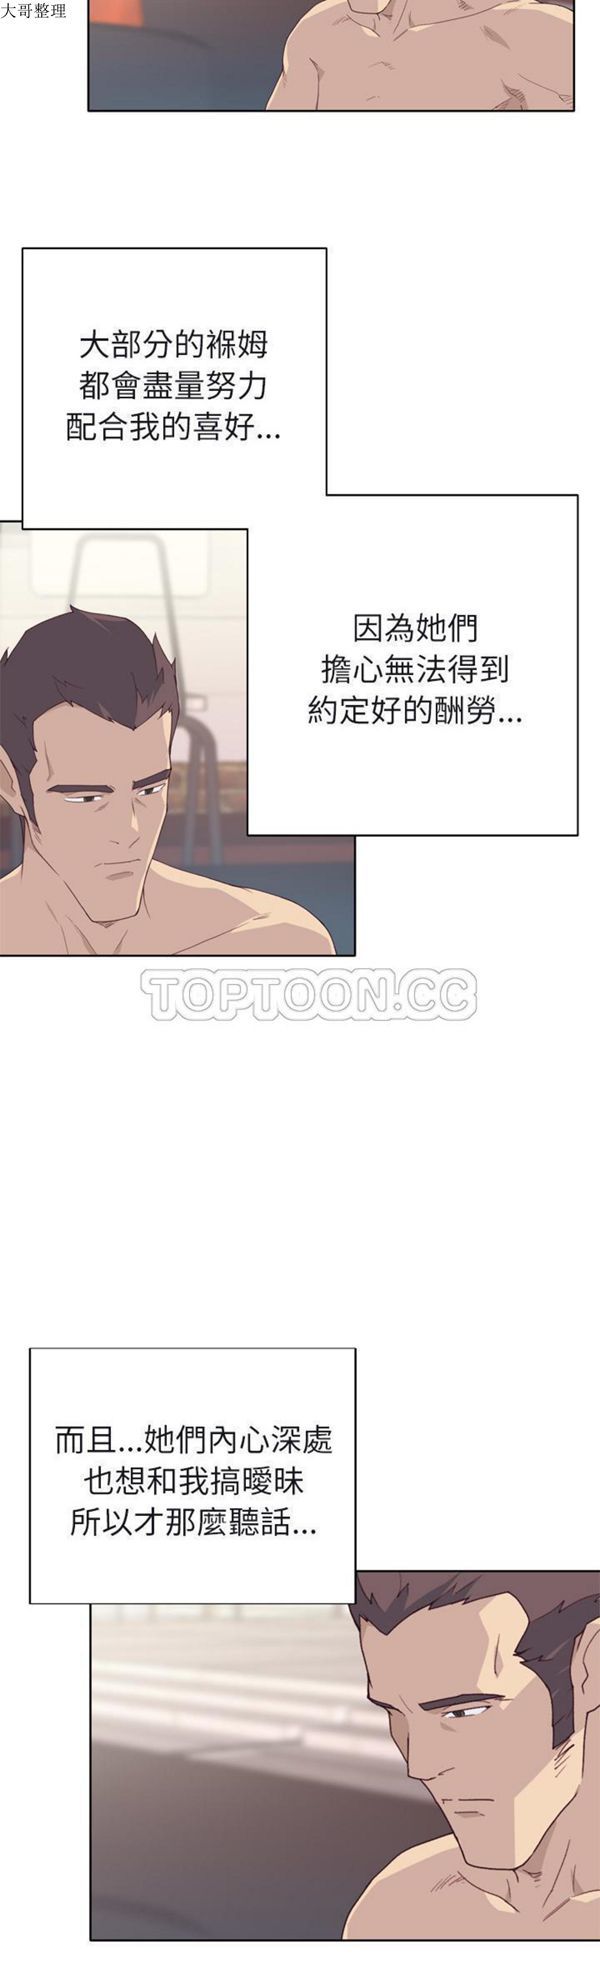 大哥整理
大部分的褓姆
都會盡量努力
配合我的喜好...
因為她們
擔心無法得到
約定好的酬勞...
TOPTOON.CC
而且...她們內心深處
也想和我搞曖昧
所以才那麼聽話...